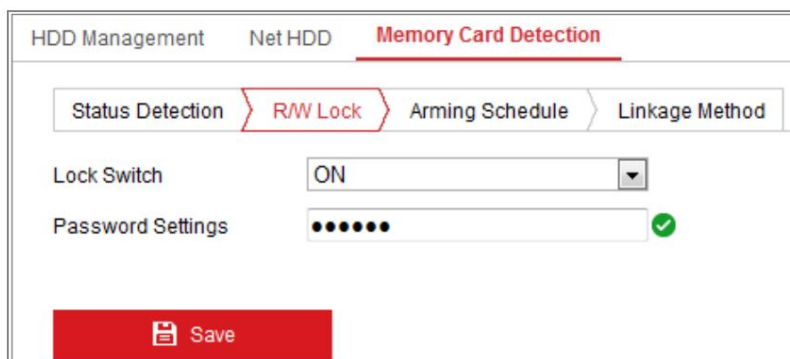 HDD Management Net HDD Memory Card Detection
Status Detection R/W Lock Arming Schedule Linkage Method
Lock Switch ON
Password Settings ••••••
Save